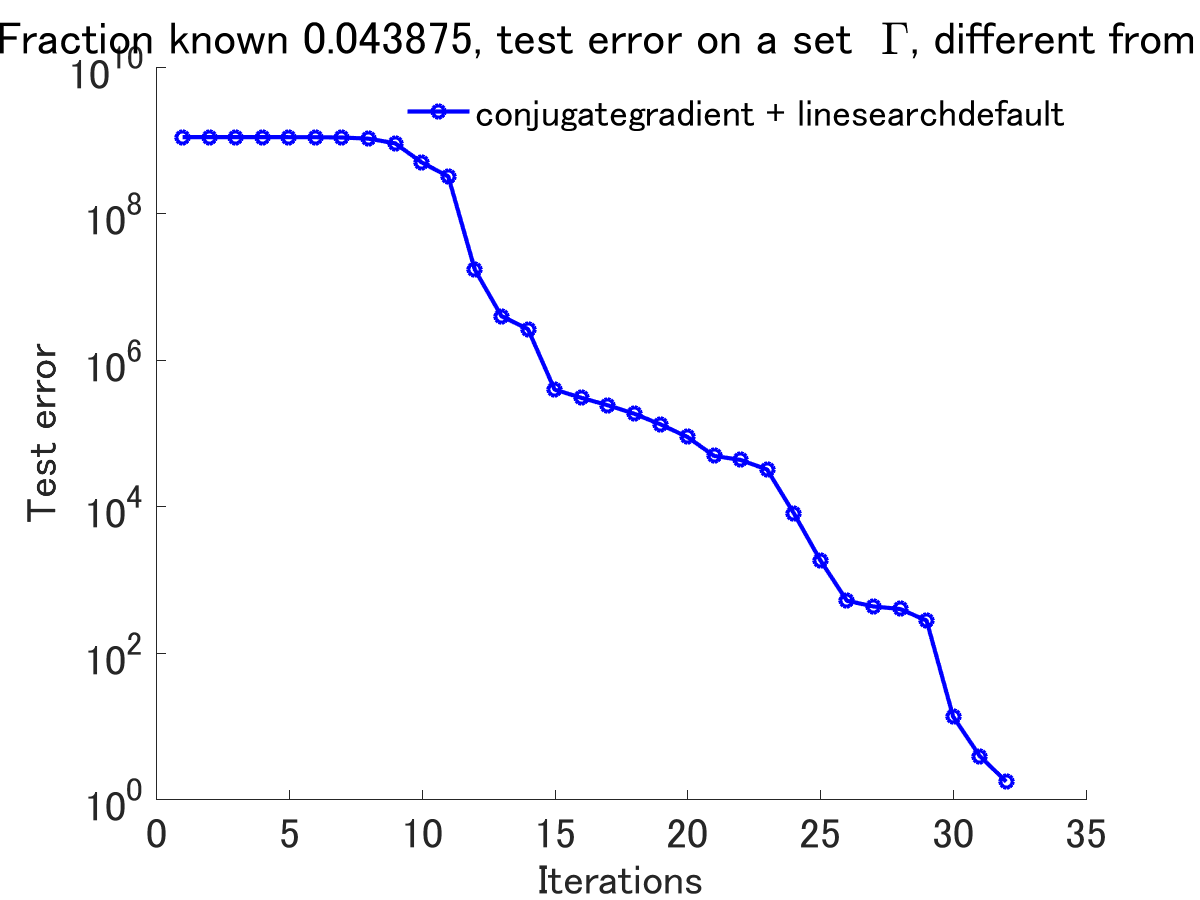 Fraction known 0.043875, test error on a set Γ, different from
conjugategradient + linesearchdefault
10^10
10^8
10^6
10^4
10^2
10^0
Test error
0 5 10 15 20 25 30 35
Iterations